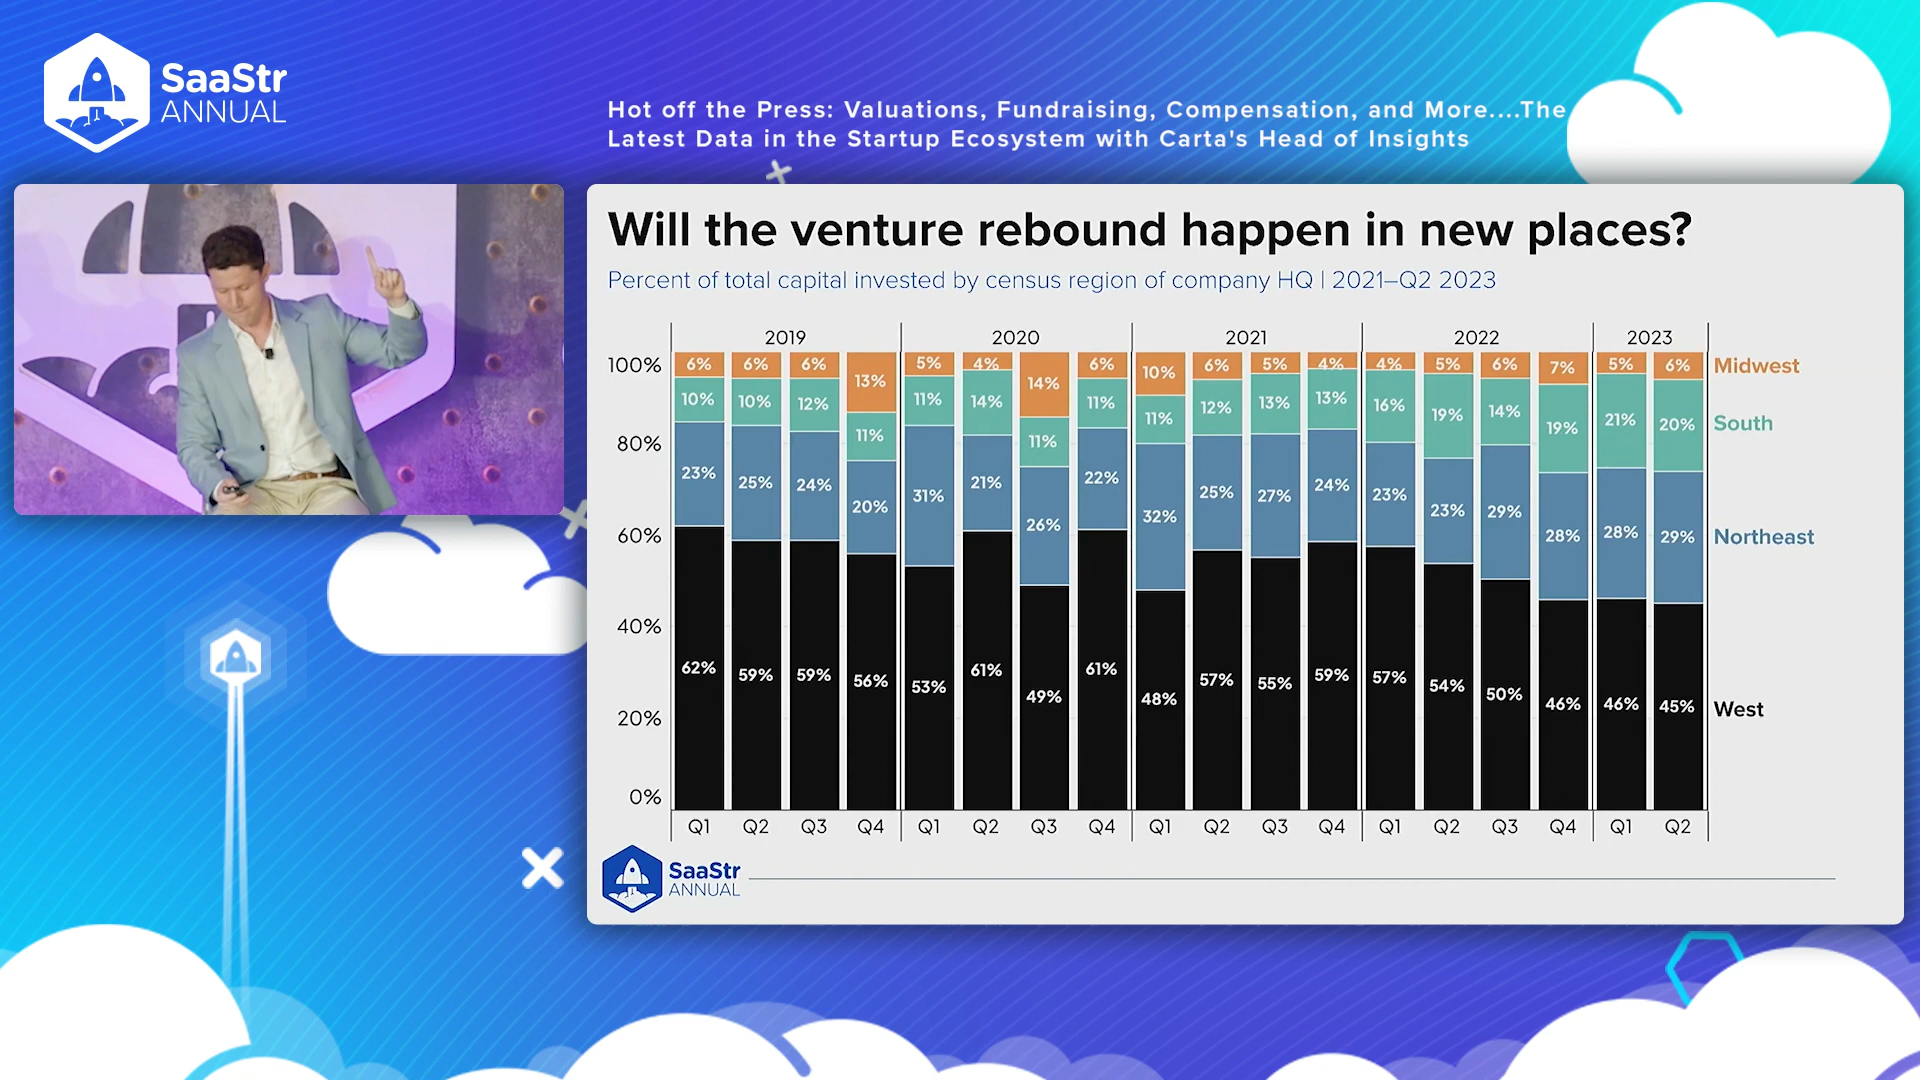 SaaStr
ANNUAL
Hot off the Press: Valuations, Fundraising, Compensation, and More....The
Latest Data in the Startup Ecosystem with Carta's Head of Insights
Will the venture rebound happen in new places?
Percent of total capital invested by census region of company HQ | 2021–Q2 2023
2019 2020 2021 2022 2023
100% 6% 6% 6% 13% 5% 4% 14% 6% 10% 6% 5% 4% 4% 5% 6% 7% 5% 6% Midwest
10% 10% 12% 11% 11% 14% 11% 11% 11% 12% 13% 13% 16% 19% 14% 19% 21% 20% South
80%
23% 25% 24% 20% 31% 21% 26% 22% 32% 25% 27% 24% 23% 23% 29% 28% 28% 29% Northeast
60%
40%
62% 59% 59% 56% 53% 61% 49% 61% 48% 57% 55% 59% 57% 54% 50% 46% 46% 45% West
20%
0%
Q1 Q2 Q3 Q4 Q1 Q2 Q3 Q4 Q1 Q2 Q3 Q4 Q1 Q2 Q3 Q4 Q1 Q2
SaaStr
ANNUAL